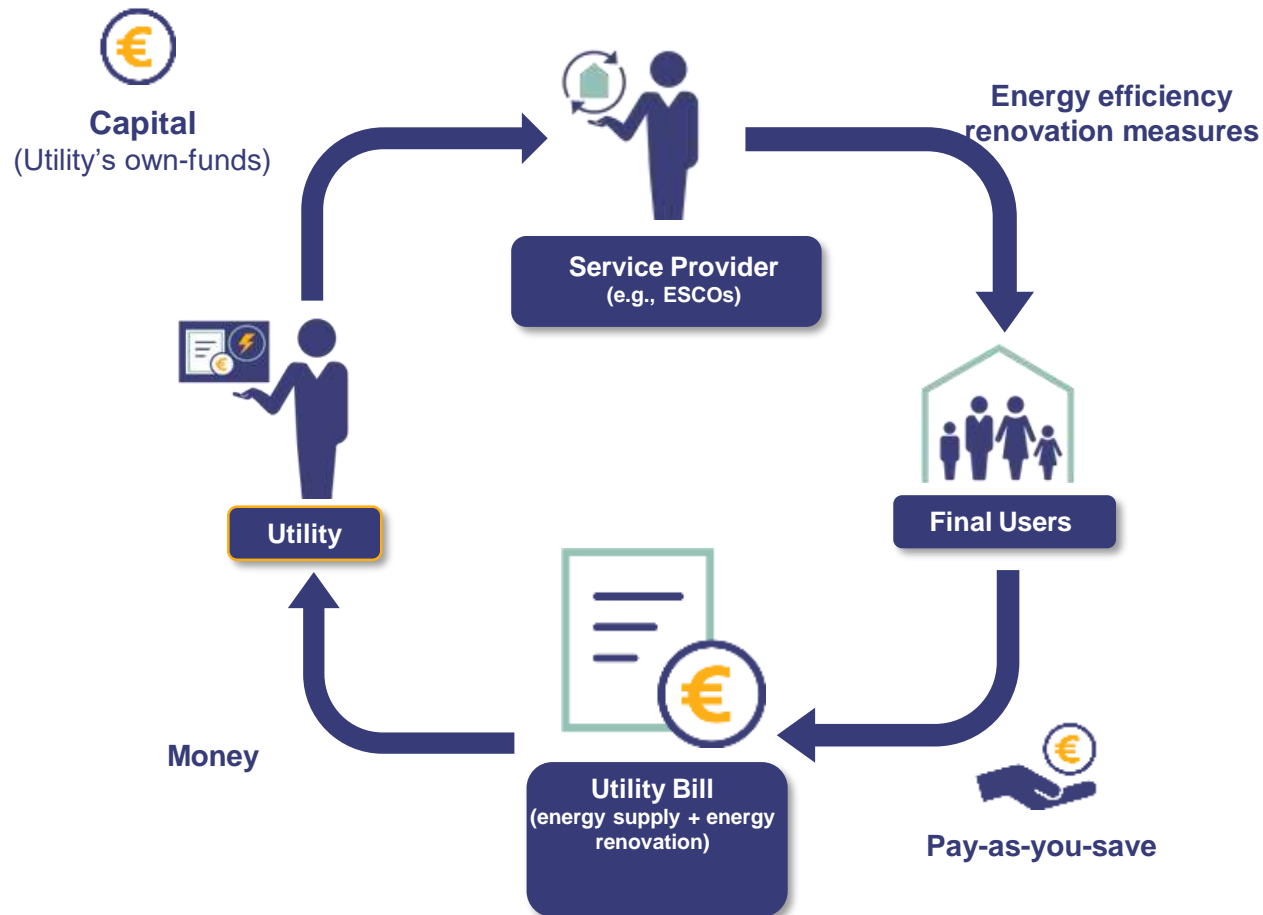 Capital
(Utility’s own-funds)
Energy efficiency
renovation measures
Service Provider
(e.g., ESCOs)
Utility
Final Users
Money
Utility Bill
(energy supply + energy
renovation)
Pay-as-you-save